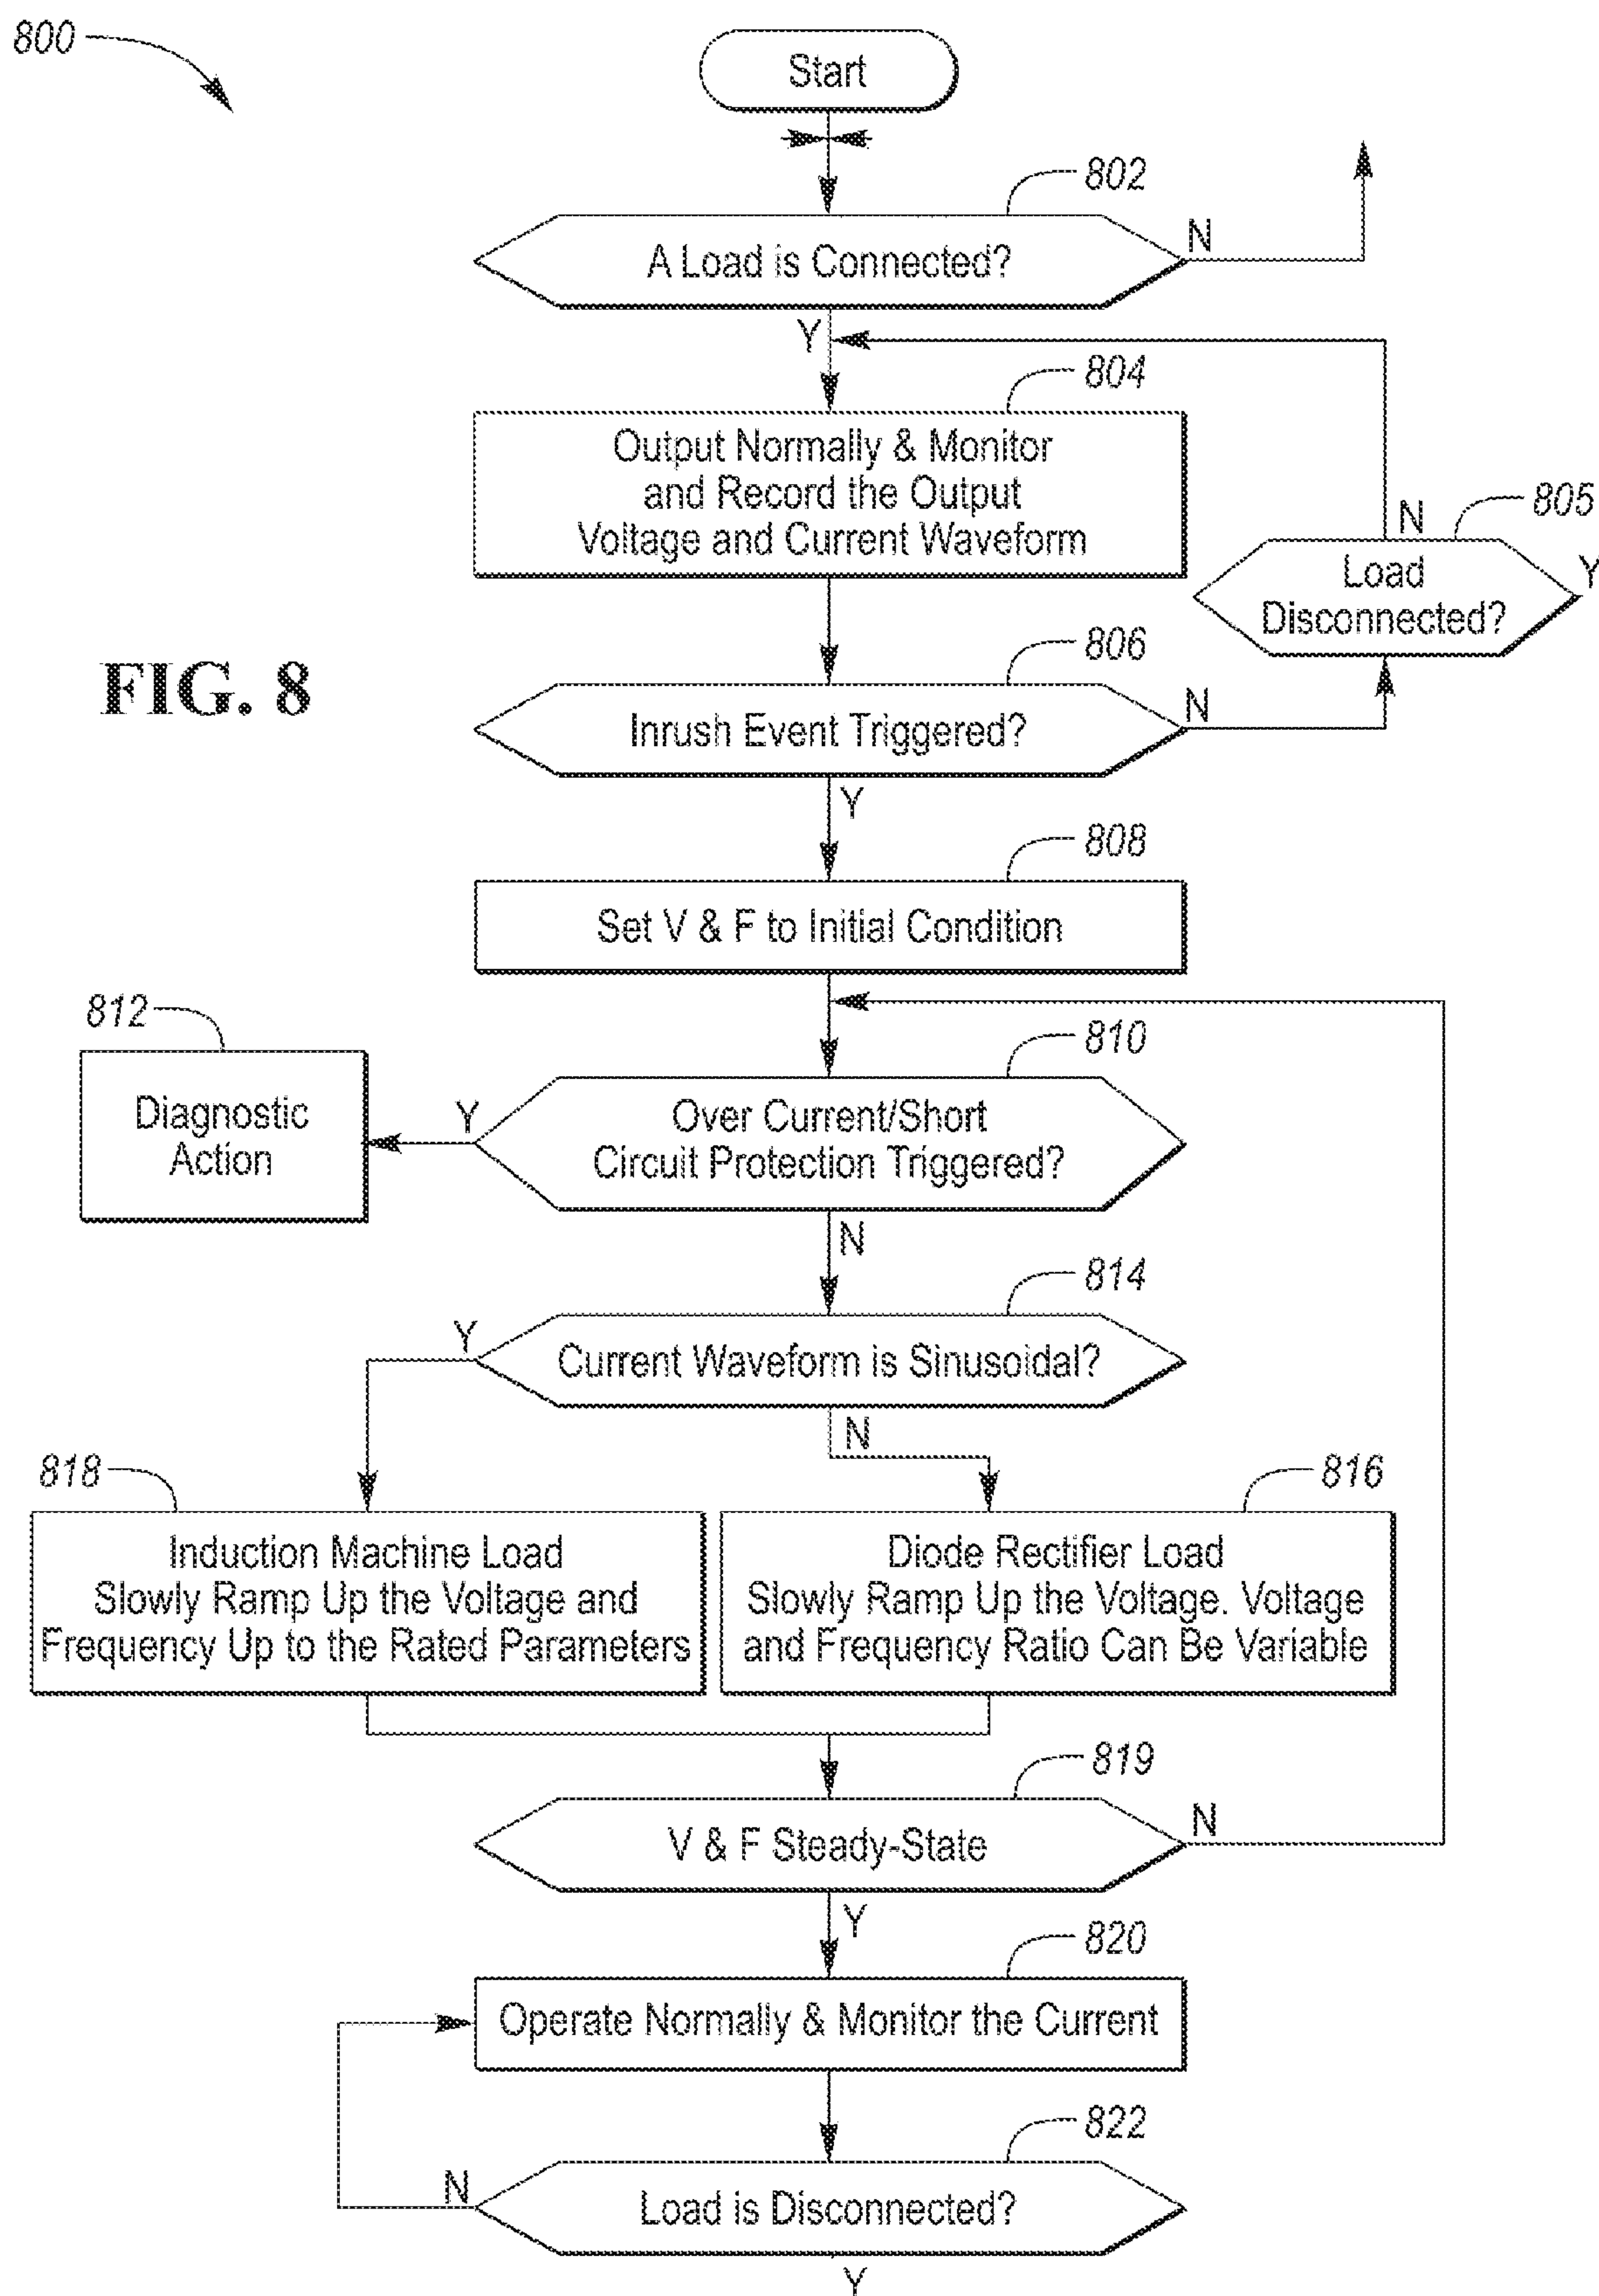 800
Start
802
A Load is Connected?
N
Y
804
Output Normally & Monitor
and Record the Output
Voltage and Current Waveform
805
N
Load
Disconnected?
Y
FIG. 8
806
Inrush Event Triggered?
N
Y
808
Set V & F to Initial Condition
812
Diagnostic
Action
810
Y
Over Current/Short
Circuit Protection Triggered?
N
814
Y
Current Waveform is Sinusoidal?
N
818
Induction Machine Load
Slowly Ramp Up the Voltage and
Frequency Up to the Rated Parameters
816
Diode Rectifier Load
Slowly Ramp Up the Voltage. Voltage
and Frequency Ratio Can Be Variable
819
V & F Steady-State
N
Y
820
Operate Normally & Monitor the Current
822
N
Load is Disconnected?
Y